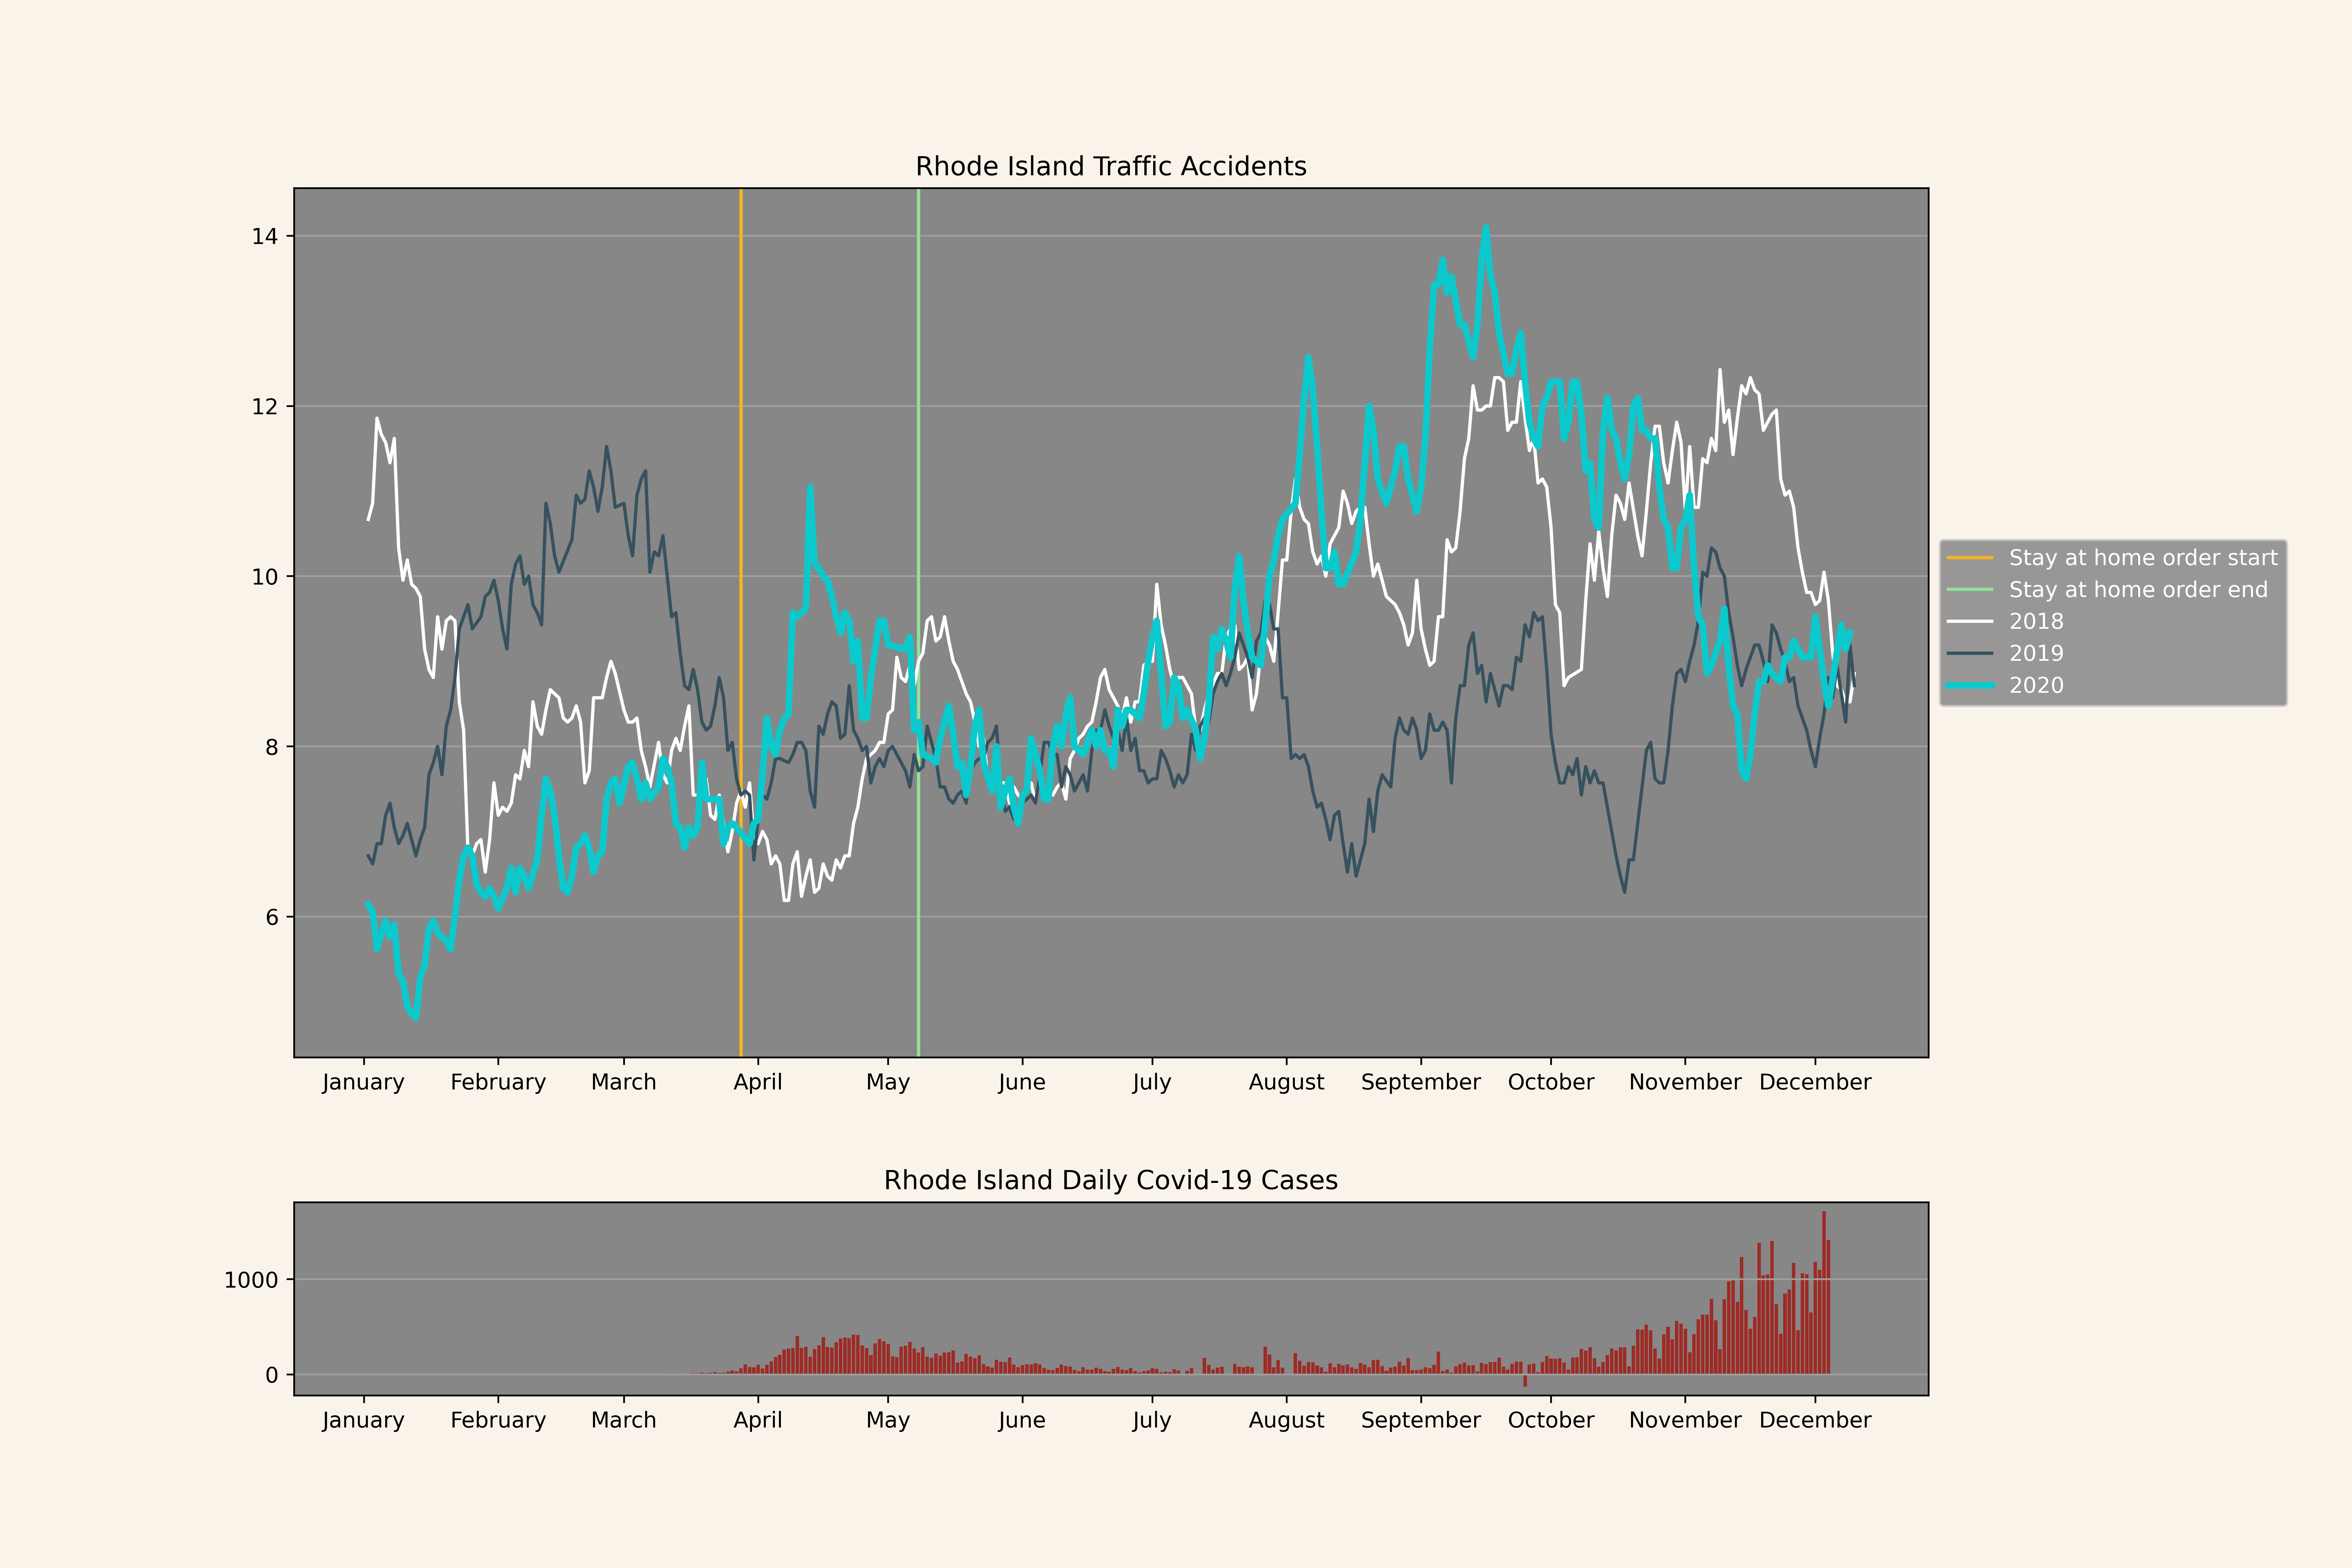 Rhode Island Traffic Accidents
14
12
10
8
6
January February March April May June July August September October November December
Stay at home order start
Stay at home order end
2018
2019
2020
Rhode Island Daily Covid-19 Cases
1000
0
January February March April May June July August September October November December